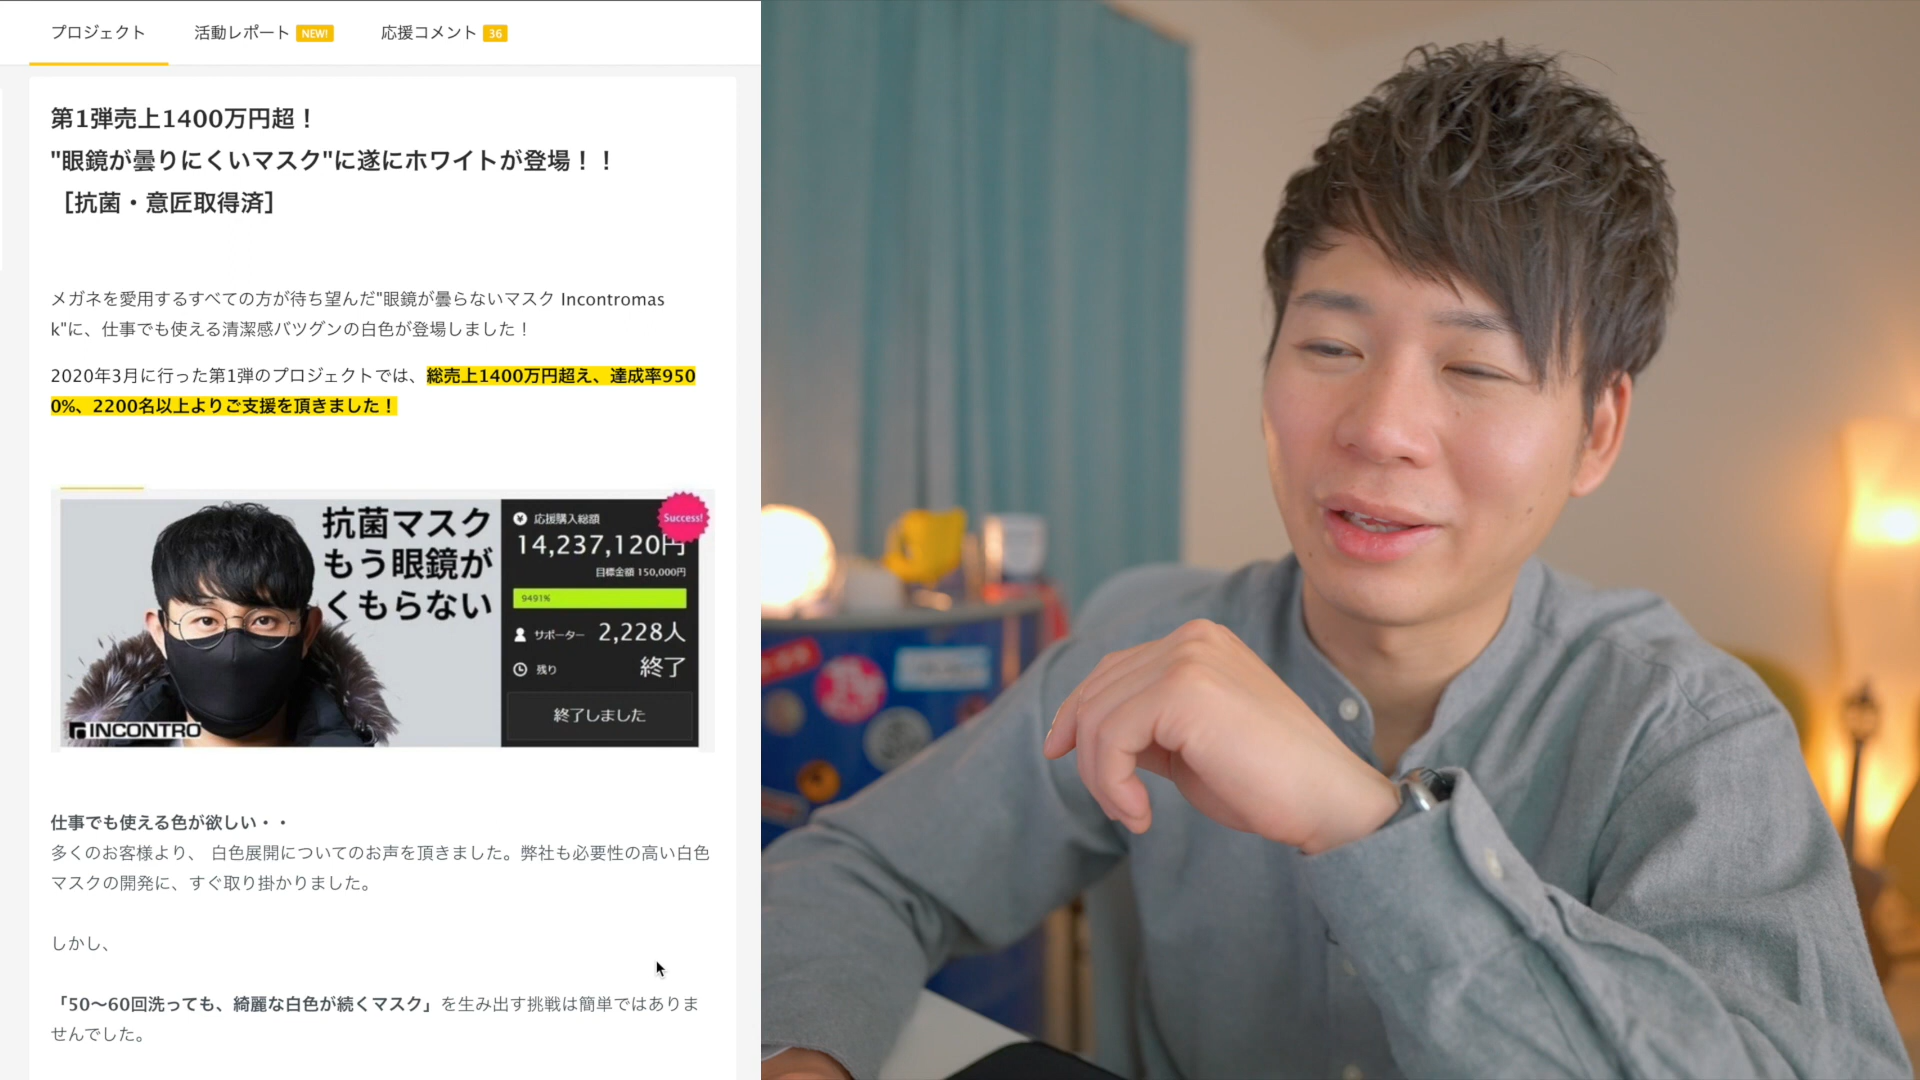 プロジェクト
活動レポート NEW!
応援コメント 36
第1弾売上1400万円超！
"眼鏡が曇りにくいマスク"に遂にホワイトが登場！！
［抗菌・意匠取得済］
メガネを愛用するすべての方が待ち望んだ"眼鏡が曇らないマスク Incontromas
k"に、仕事でも使える清潔感バツグンの白色が登場しました！
2020年3月に行った第1弾のプロジェクトでは、総売上1400万円超え、達成率950
0%、2200名以上よりご支援を頂きました！
抗菌マスク
もう眼鏡が
くもらない
INCONTRO
応援購入総額
Success!
14,237,120円
目標金額 150,000円
9491%
サポーター 2,228人
残り 終了
終了しました
仕事でも使える色が欲しい・・
多くのお客様より、 白色展開についてのお声を頂きました。弊社も必要性の高い白色
マスクの開発に、すぐ取り掛かりました。
しかし、
「50〜60回洗っても、綺麗な白色が続くマスク」を生み出す挑戦は簡単ではありま
せんでした。